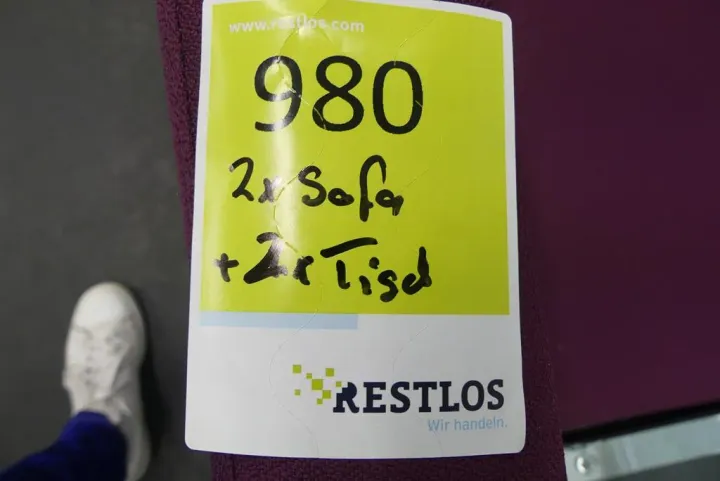 www.restlos.com
980
2x Sofa
+ 2x Tisch
RESTLOS
Wir handeln.